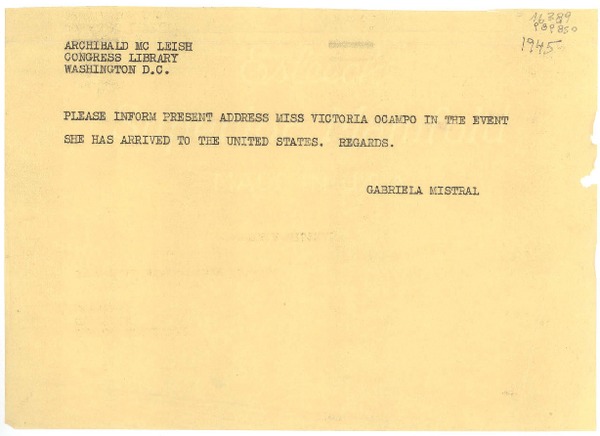 16389
1945
ARCHIBALD MC LEISH
CONGRESS LIBRARY
WASHINGTON D.C.
PLEASE INFORM PRESENT ADDRESS MISS VICTORIA OCAMPO IN THE EVENT
SHE HAS ARRIVED TO THE UNITED STATES. REGARDS.
GABRIELA MISTRAL